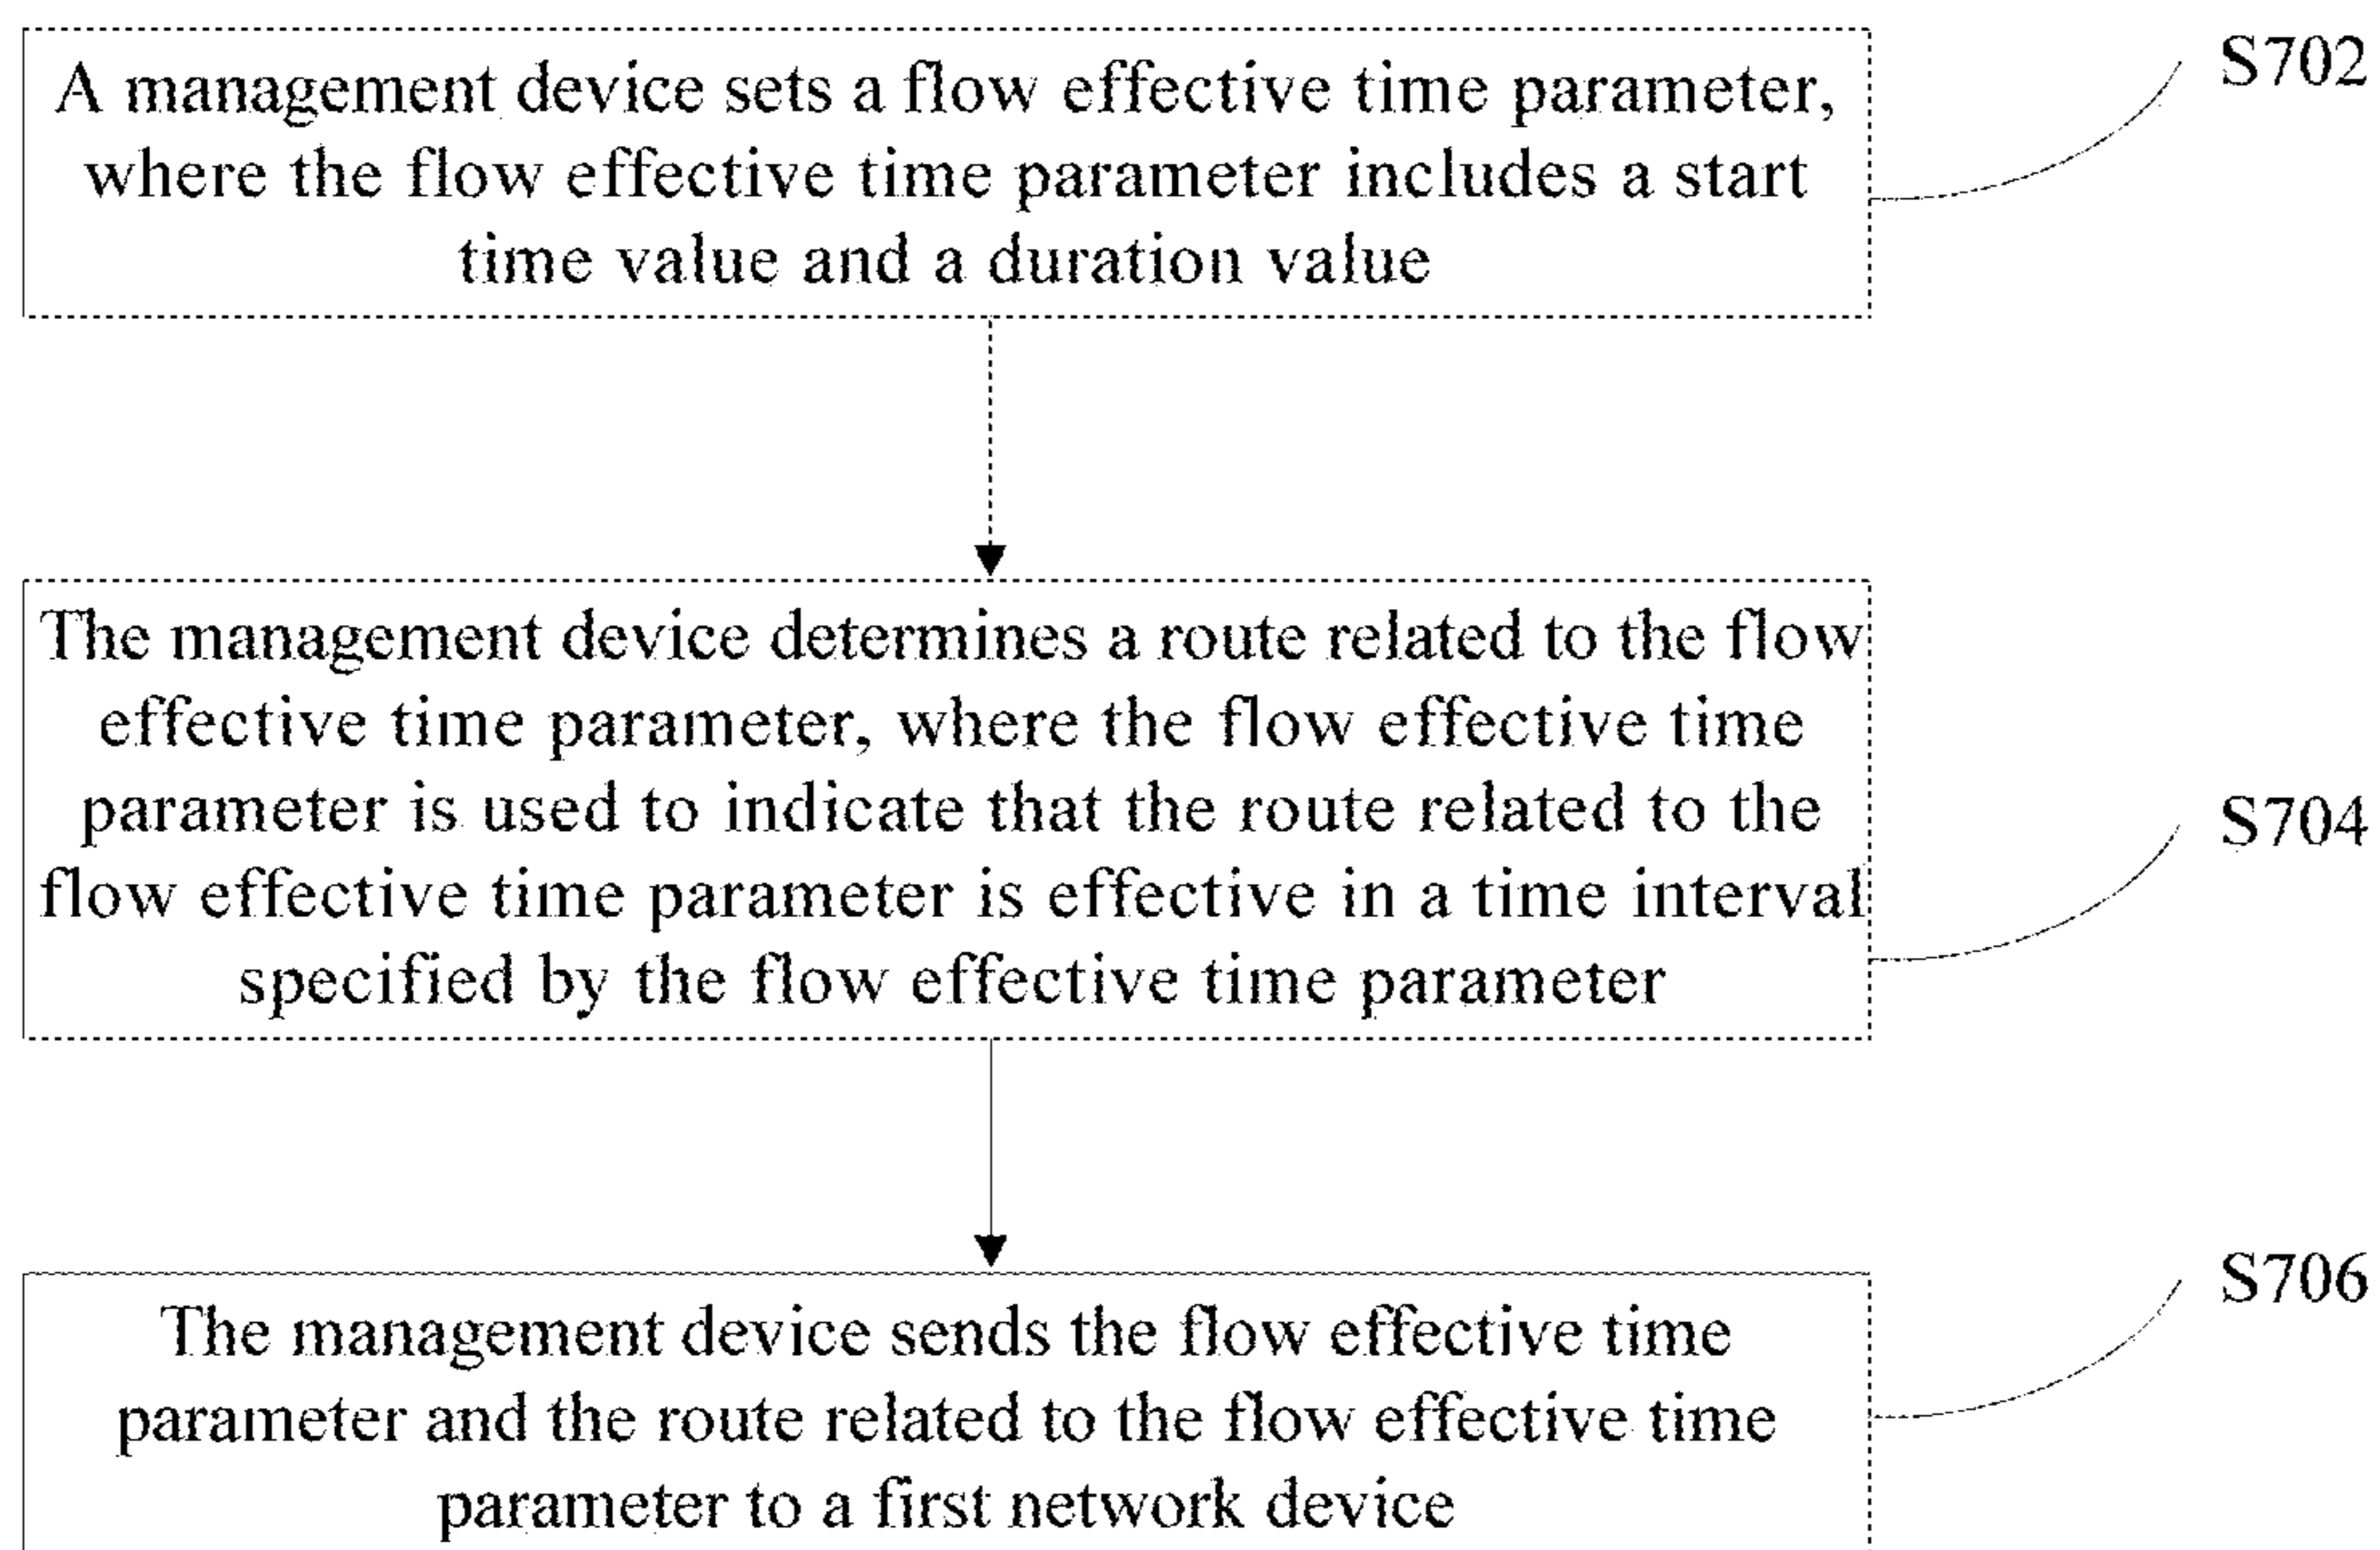 A management device sets a flow effective time parameter,
where the flow effective time parameter includes a start
time value and a duration value
S702
The management device determines a route related to the flow
effective time parameter, where the flow effective time
parameter is used to indicate that the route related to the
flow effective time parameter is effective in a time interval
specified by the flow effective time parameter
S704
The management device sends the flow effective time
parameter and the route related to the flow effective time
parameter to a first network device
S706